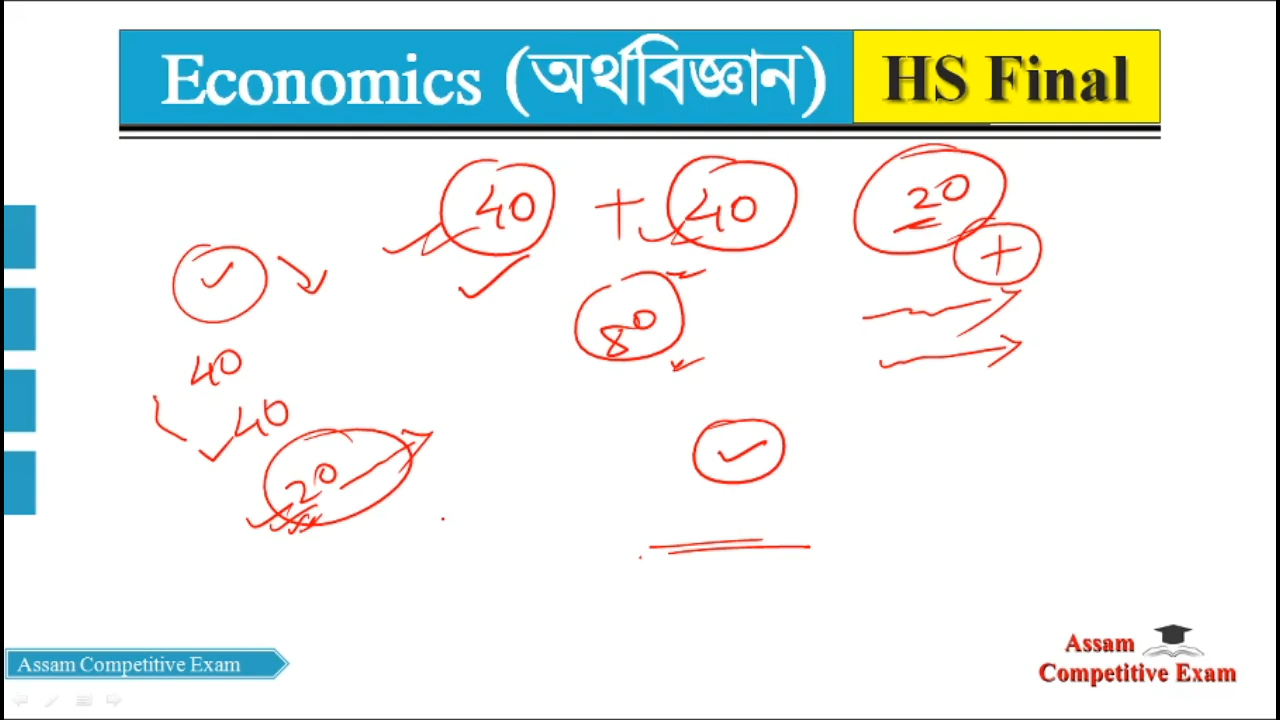 Economics (অৰ্থবিজ্ঞান) HS Final
40 + 40 20
+
80
40
40
20
Assam Competitive Exam
Assam
Competitive Exam